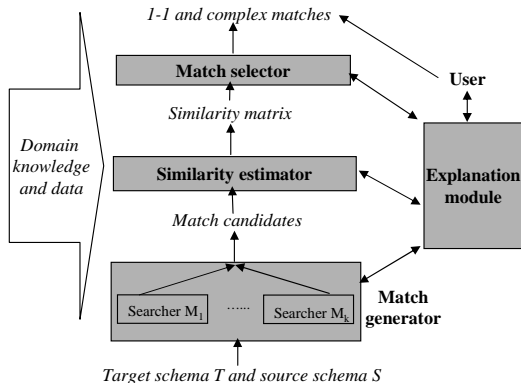 1-1 and complex matches
Match selector
User
Similarity matrix
Domain
knowledge
and data
Similarity estimator
Explanation
module
Match candidates
Searcher M1
......
Searcher Mk
Match
generator
Target schema T and source schema S